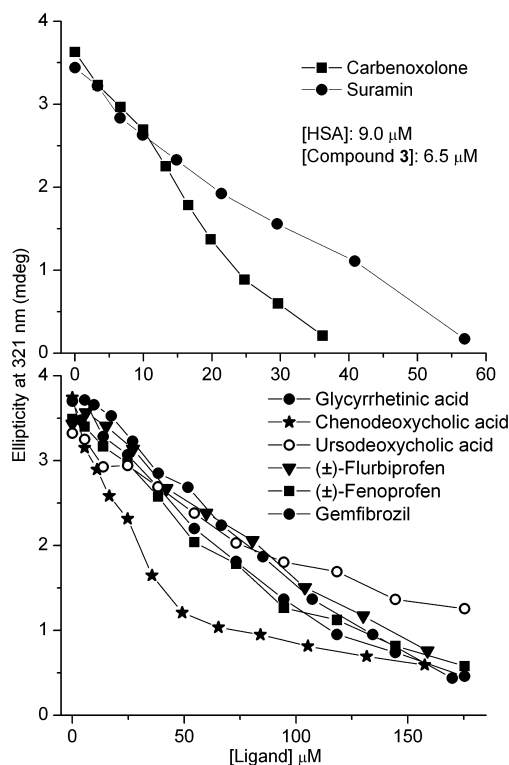 4
3
2
1
0
Carbenoxolone
Suramin
[HSA]: 9.0 μM
[Compound 3]: 6.5 μM
0 10 20 30 40 50 60
Ellipticity at 321 nm (mdeg)
4
3
2
1
0
Glycyrrhetinic acid
Chenodeoxycholic acid
Ursodeoxycholic acid
(±)-Flurbiprofen
(±)-Fenoprofen
Gemfibrozil
0 50 100 150
[Ligand] μM